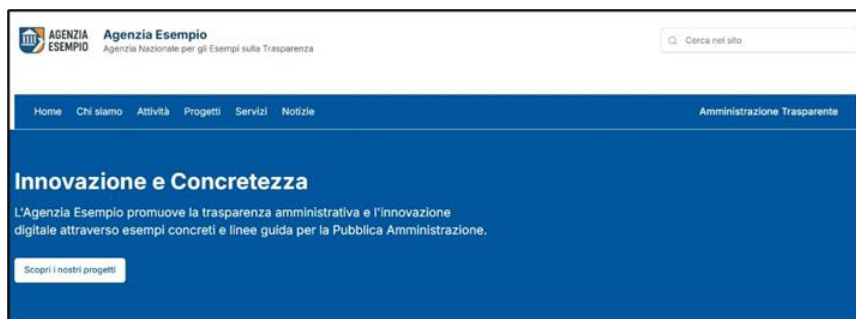 AGENZIA
ESEMPIO
Agenzia Esempio
Agenzia Nazionale per gli Esempi sulla Trasparenza
Cerca nel sito
Home Chi siamo Attività Progetti Servizi Notizie Amministrazione Trasparente
Innovazione e Concretezza
L'Agenzia Esempio promuove la trasparenza amministrativa e l'innovazione
digitale attraverso esempi concreti e linee guida per la Pubblica Amministrazione.
Scopri i nostri progetti